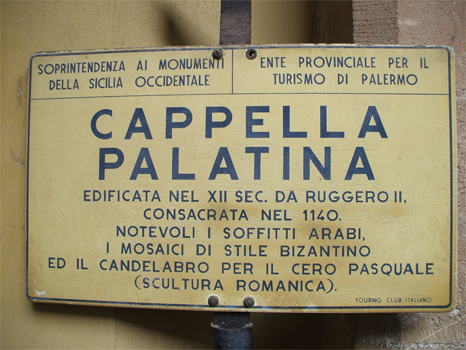 SOPRINTENDENZA AI MONUMENTI
DELLA SICILIA OCCIDENTALE
ENTE PROVINCIALE PER IL
TURISMO DI PALERMO
CAPPELLA
PALATINA
EDIFICATA NEL XII SEC. DA RUGGERO II,
CONSACRATA NEL 1140.
NOTEVOLI I SOFFITTI ARABI,
I MOSAICI DI STILE BIZANTINO
ED IL CANDELABRO PER IL CERO PASQUALE
(SCULTURA ROMANICA).
TOURING CLUB ITALIANO